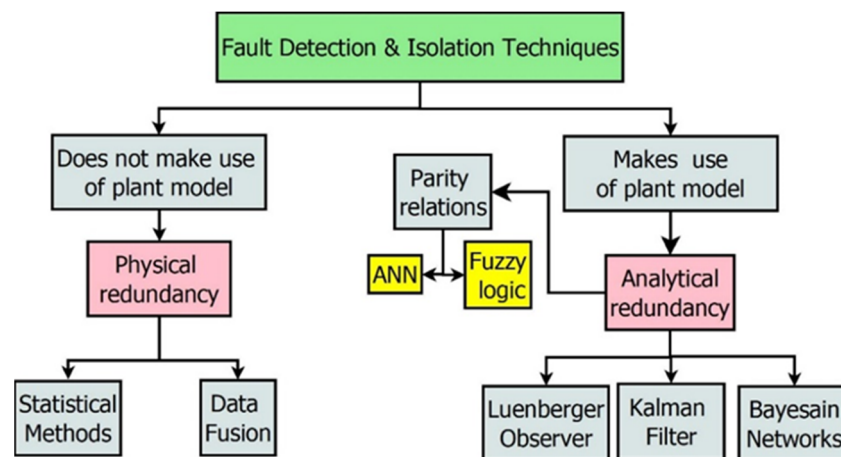 Fault Detection & Isolation Techniques
Does not make use
of plant model
Makes use
of plant model
Parity
relations
Physical
redundancy
ANN
Fuzzy
logic
Analytical
redundancy
Statistical
Methods
Data
Fusion
Luenberger
Observer
Kalman
Filter
Bayesain
Networks